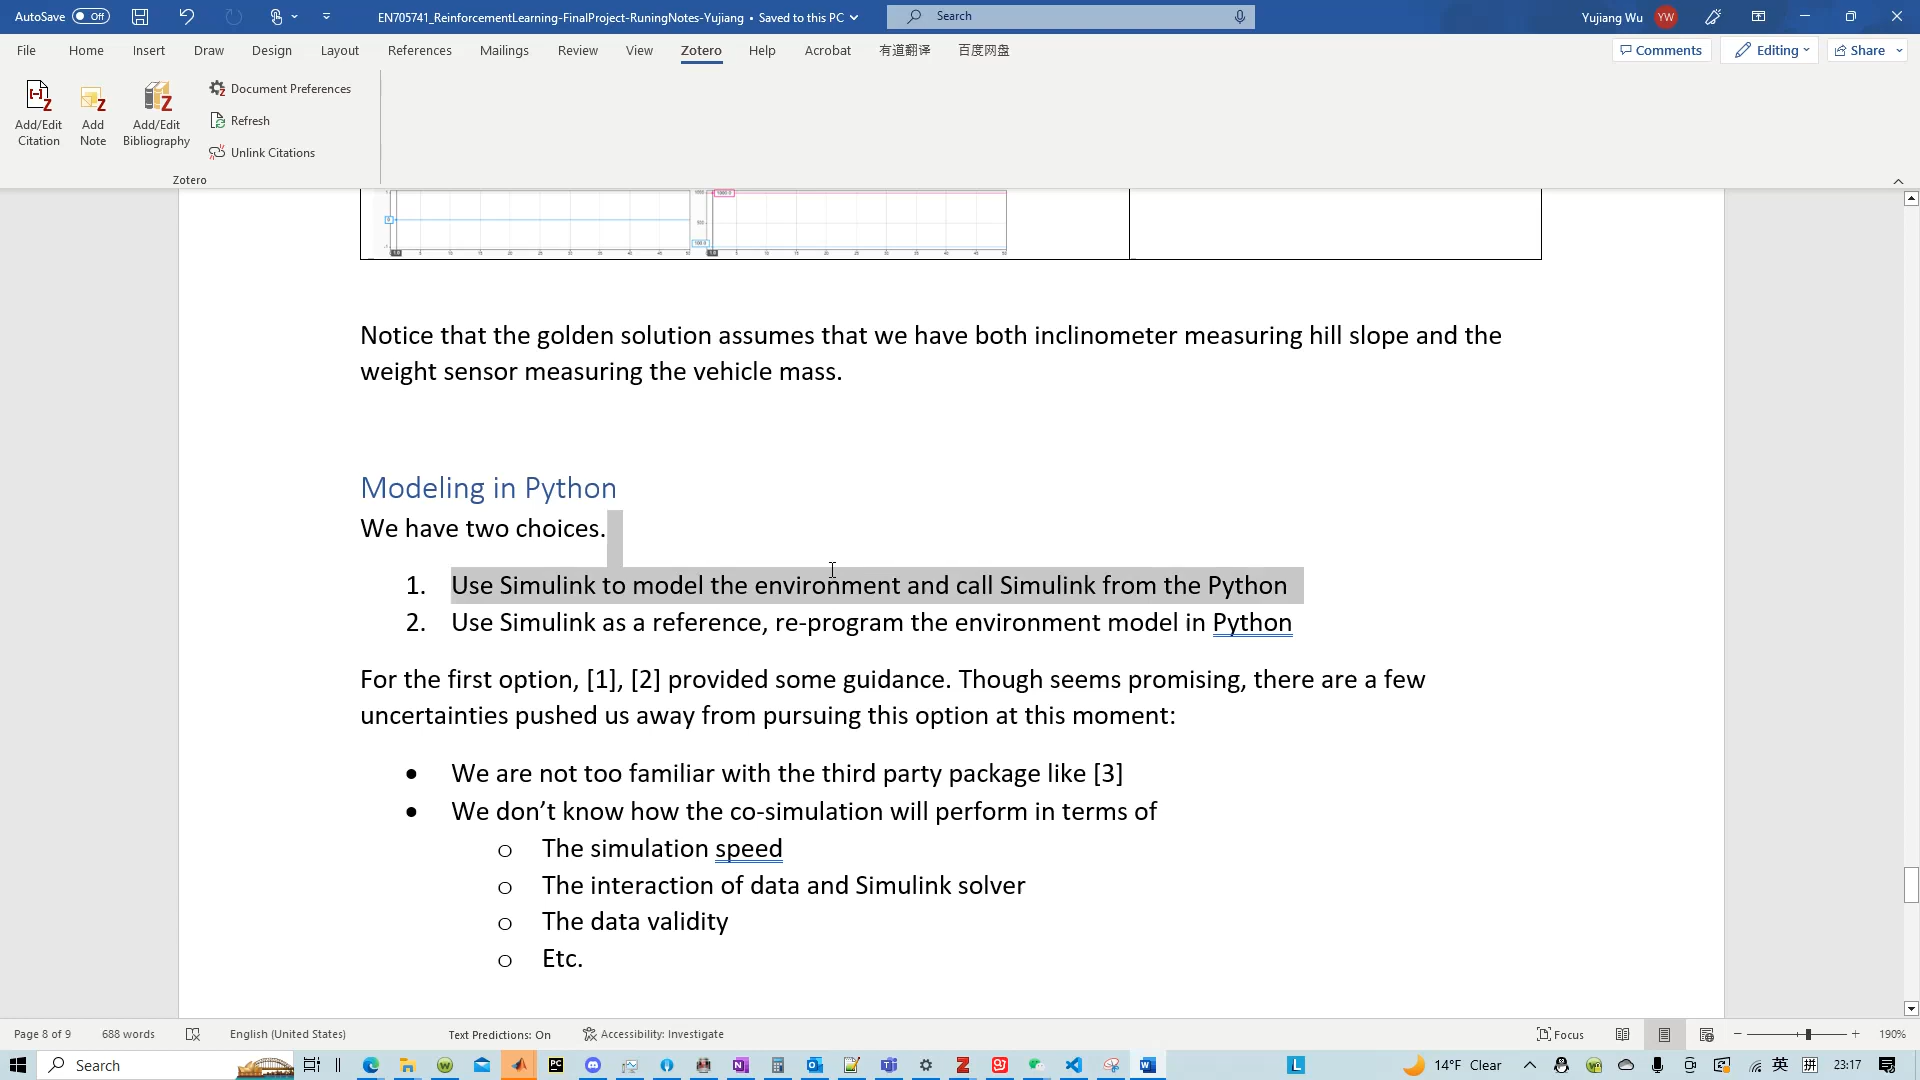 AutoSave Off
EN705741_ReinforcementLearning-FinalProject-RuningNotes-Yujiang • Saved to this PC
Search
Yujiang Wu YW
File Home Insert Draw Design Layout References Mailings Review View Zotero Help Acrobat 有道翻译 百度网盘
Comments Editing Share
Add/Edit Citation
Add Note
Add/Edit Bibliography
Document Preferences
Refresh
Unlink Citations
Zotero
Notice that the golden solution assumes that we have both inclinometer measuring hill slope and the
weight sensor measuring the vehicle mass.
Modeling in Python
We have two choices.
1. Use Simulink to model the environment and call Simulink from the Python
2. Use Simulink as a reference, re-program the environment model in Python
For the first option, [1], [2] provided some guidance. Though seems promising, there are a few
uncertainties pushed us away from pursuing this option at this moment:
• We are not too familiar with the third party package like [3]
• We don’t know how the co-simulation will perform in terms of
o The simulation speed
o The interaction of data and Simulink solver
o The data validity
o Etc.
Page 8 of 9 688 words English (United States) Text Predictions: On Accessibility: Investigate Focus 190%
Search
14°F Clear 英 拼 23:17